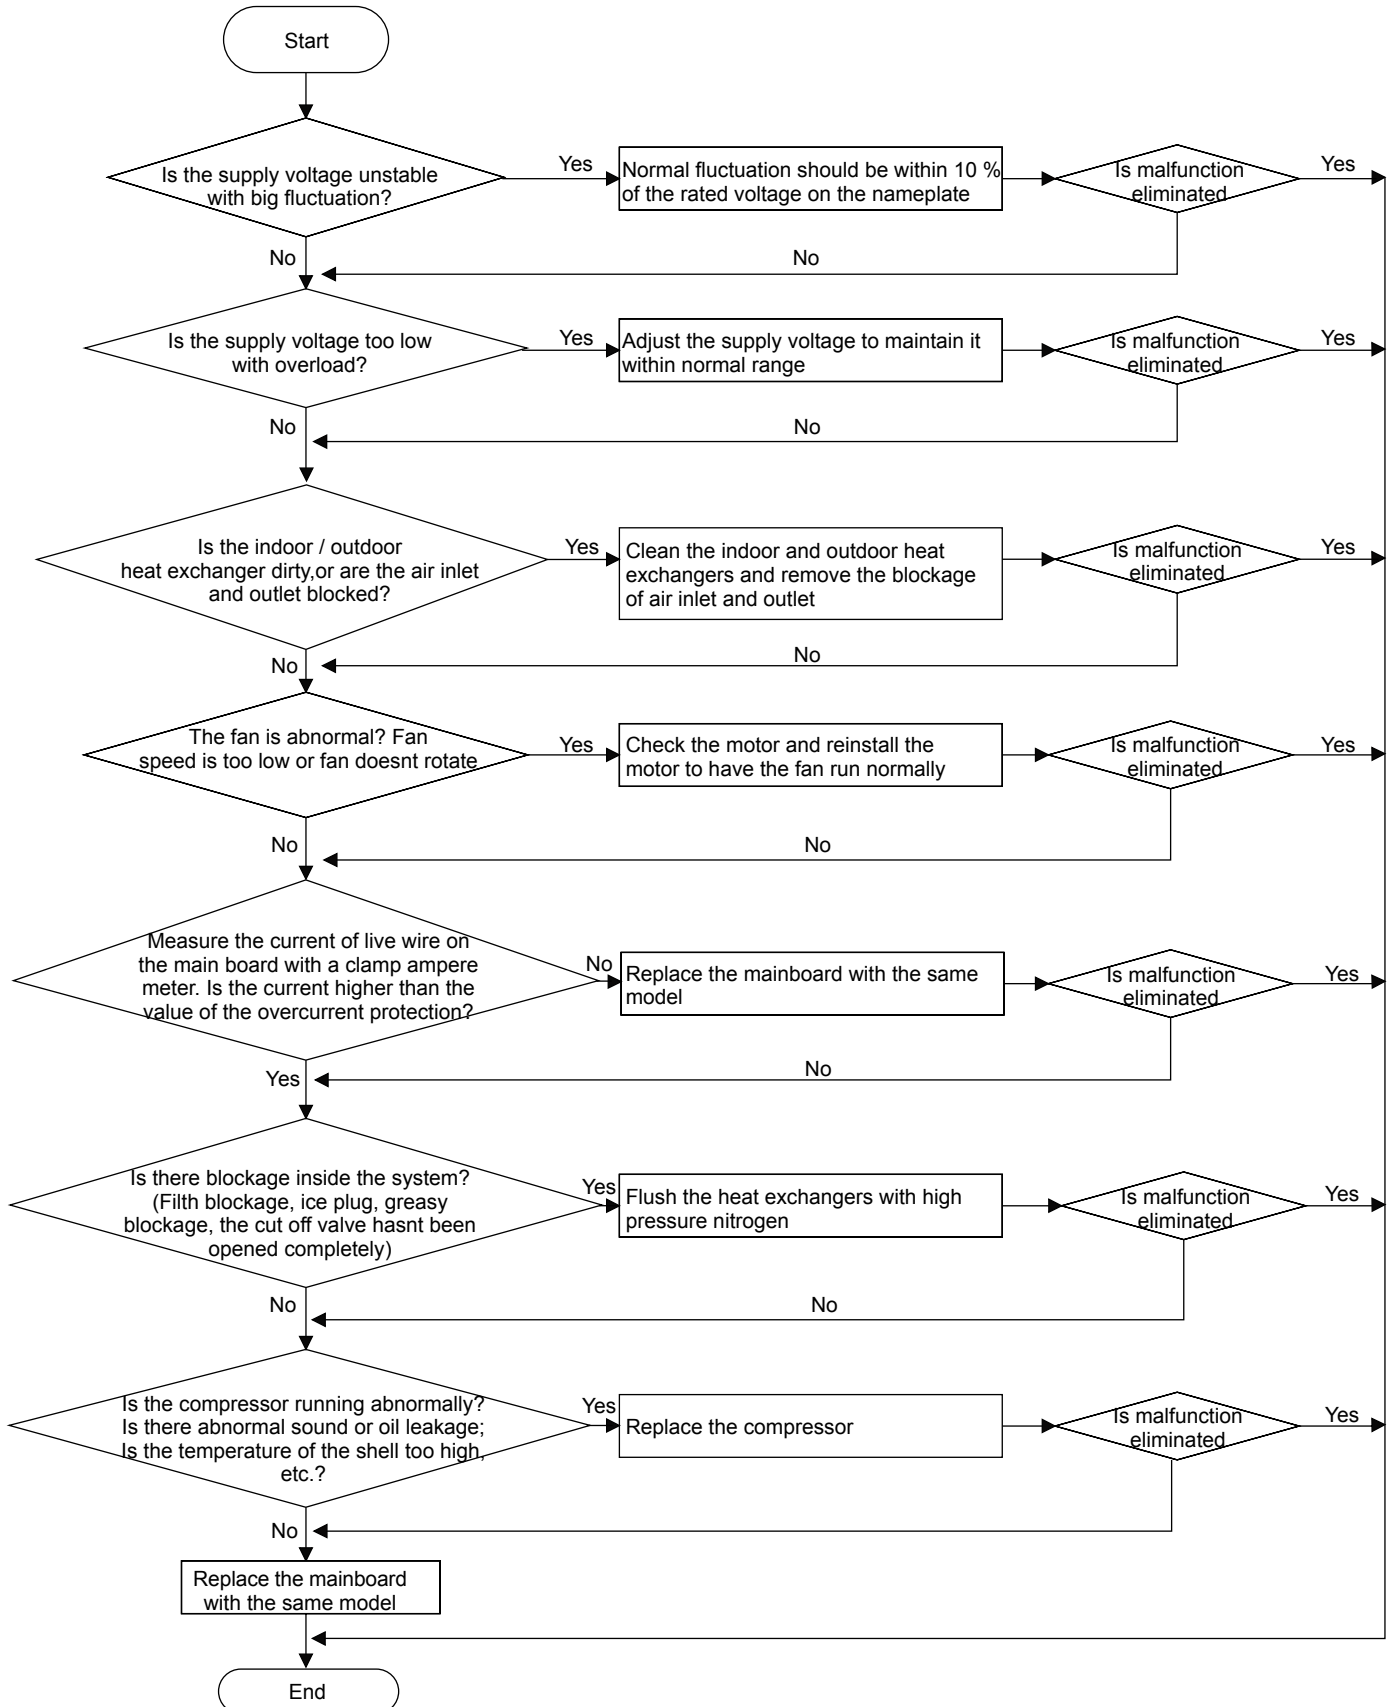 Start
Is the supply voltage unstable
with big fluctuation?
Yes
Normal fluctuation should be within 10 %
of the rated voltage on the nameplate
Is malfunction
eliminated
Yes
No
No
Is the supply voltage too low
with overload?
Yes
Adjust the supply voltage to maintain it
within normal range
Is malfunction
eliminated
Yes
No
No
Is the indoor / outdoor
heat exchanger dirty,or are the air inlet
and outlet blocked?
Yes
Clean the indoor and outdoor heat
exchangers and remove the blockage
of air inlet and outlet
Is malfunction
eliminated
Yes
No
No
The fan is abnormal? Fan
speed is too low or fan doesnt rotate
Yes
Check the motor and reinstall the
motor to have the fan run normally
Is malfunction
eliminated
Yes
No
No
Measure the current of live wire on
the main board with a clamp ampere
meter. Is the current higher than the
value of the overcurrent protection?
No
Replace the mainboard with the same
model
Is malfunction
eliminated
Yes
Yes
No
Is there blockage inside the system?
(Filth blockage, ice plug, greasy
blockage, the cut off valve hasnt been
opened completely)
Yes
Flush the heat exchangers with high
pressure nitrogen
Is malfunction
eliminated
Yes
No
No
Is the compressor running abnormally?
Is there abnormal sound or oil leakage;
Is the temperature of the shell too high,
etc.?
Yes
Replace the compressor
Is malfunction
eliminated
Yes
No
Replace the mainboard
with the same model
End